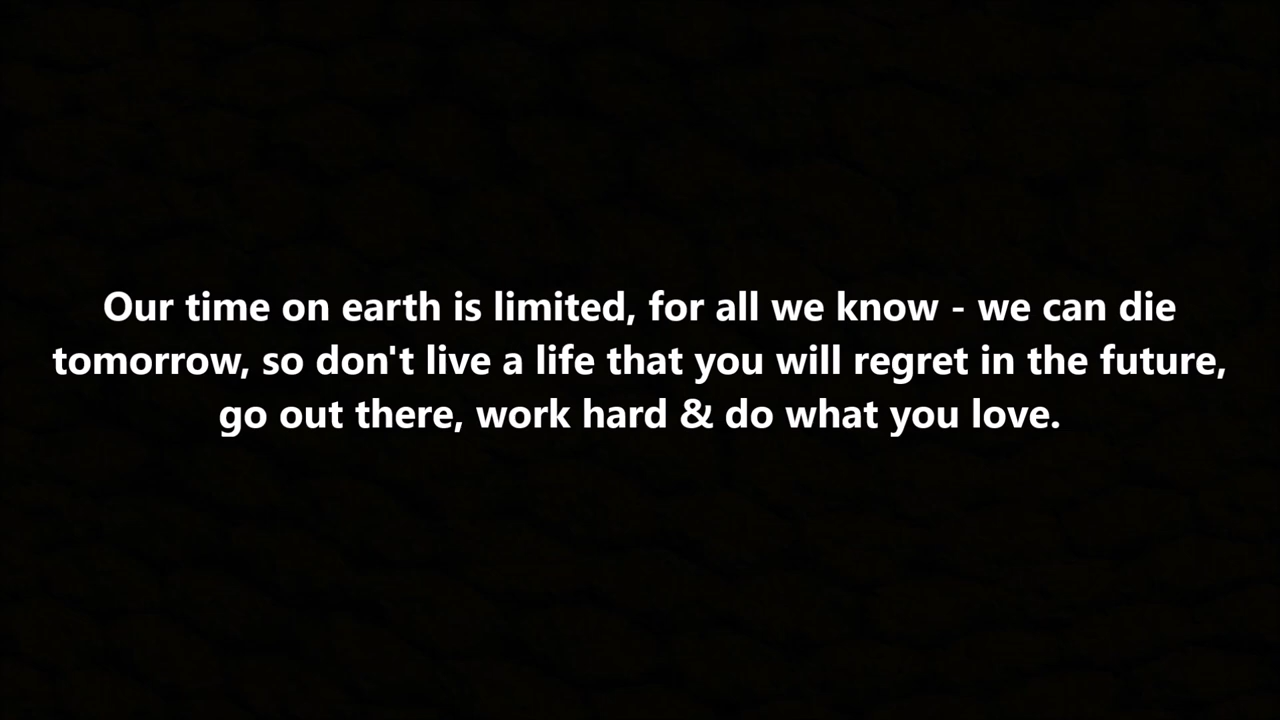 Our time on earth is limited, for all we know - we can die
tomorrow, so don't live a life that you will regret in the future,
go out there, work hard & do what you love.